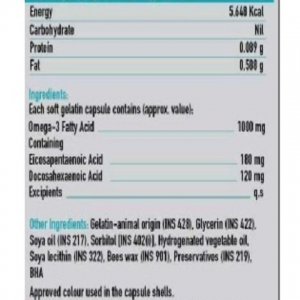 Energy 5.640 Kcal
Carbohydrate Nil
Protein 0.089 g
Fat 0.580 g
Ingredients:
Each soft gelatin capsule contains (approx. value):
Omega-3 Fatty Acid 1000 mg
Containing
Eicosapentaenoic Acid 180 mg
Docosahexaenoic Acid 120 mg
Excipients q.s
Other Ingredients: Gelatin-animal origin (INS 428), Glycerin (INS 422),
Soya oil (INS 217), Sorbitol [INS 420(i)], Hydrogenated vegetable oil,
Soya lecithin (INS 322), Bees wax (INS 901), Preservatives (INS 219),
BHA
Approved colour used in the capsule shells.